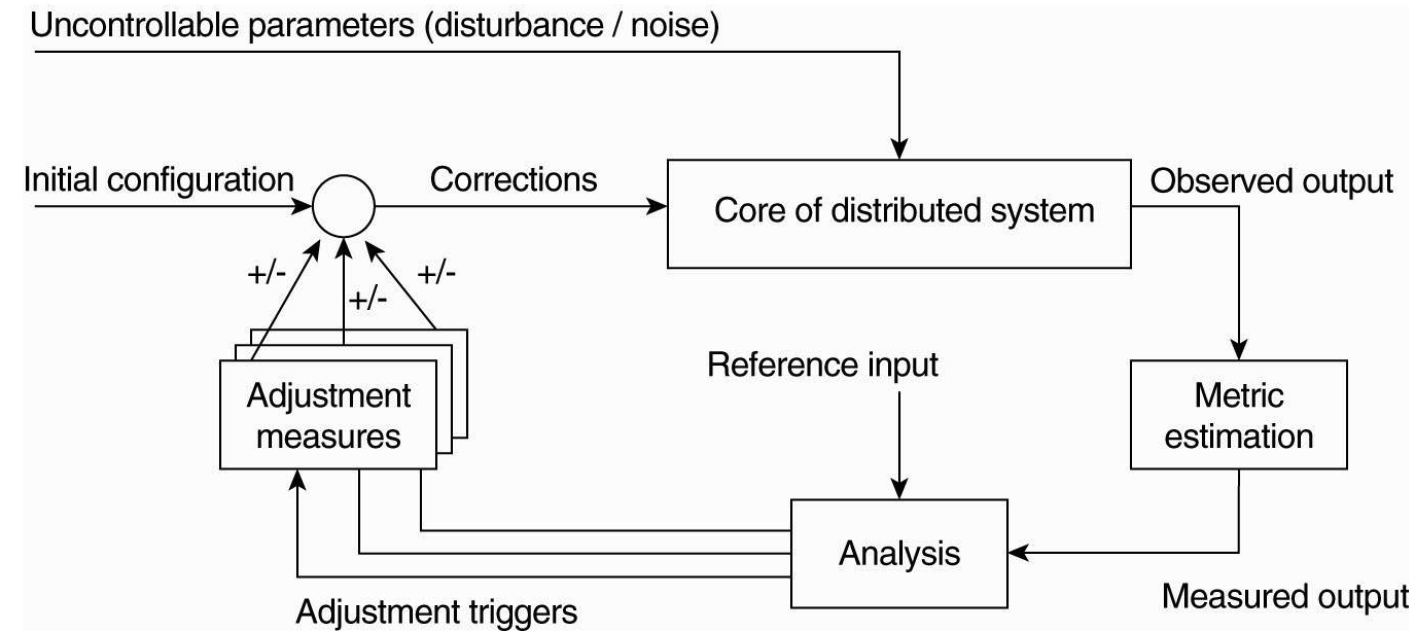 Uncontrollable parameters (disturbance / noise)
Initial configuration
Corrections
Core of distributed system
Observed output
+/-
+/-
+/-
Reference input
Adjustment
measures
Metric
estimation
Analysis
Adjustment triggers
Measured output